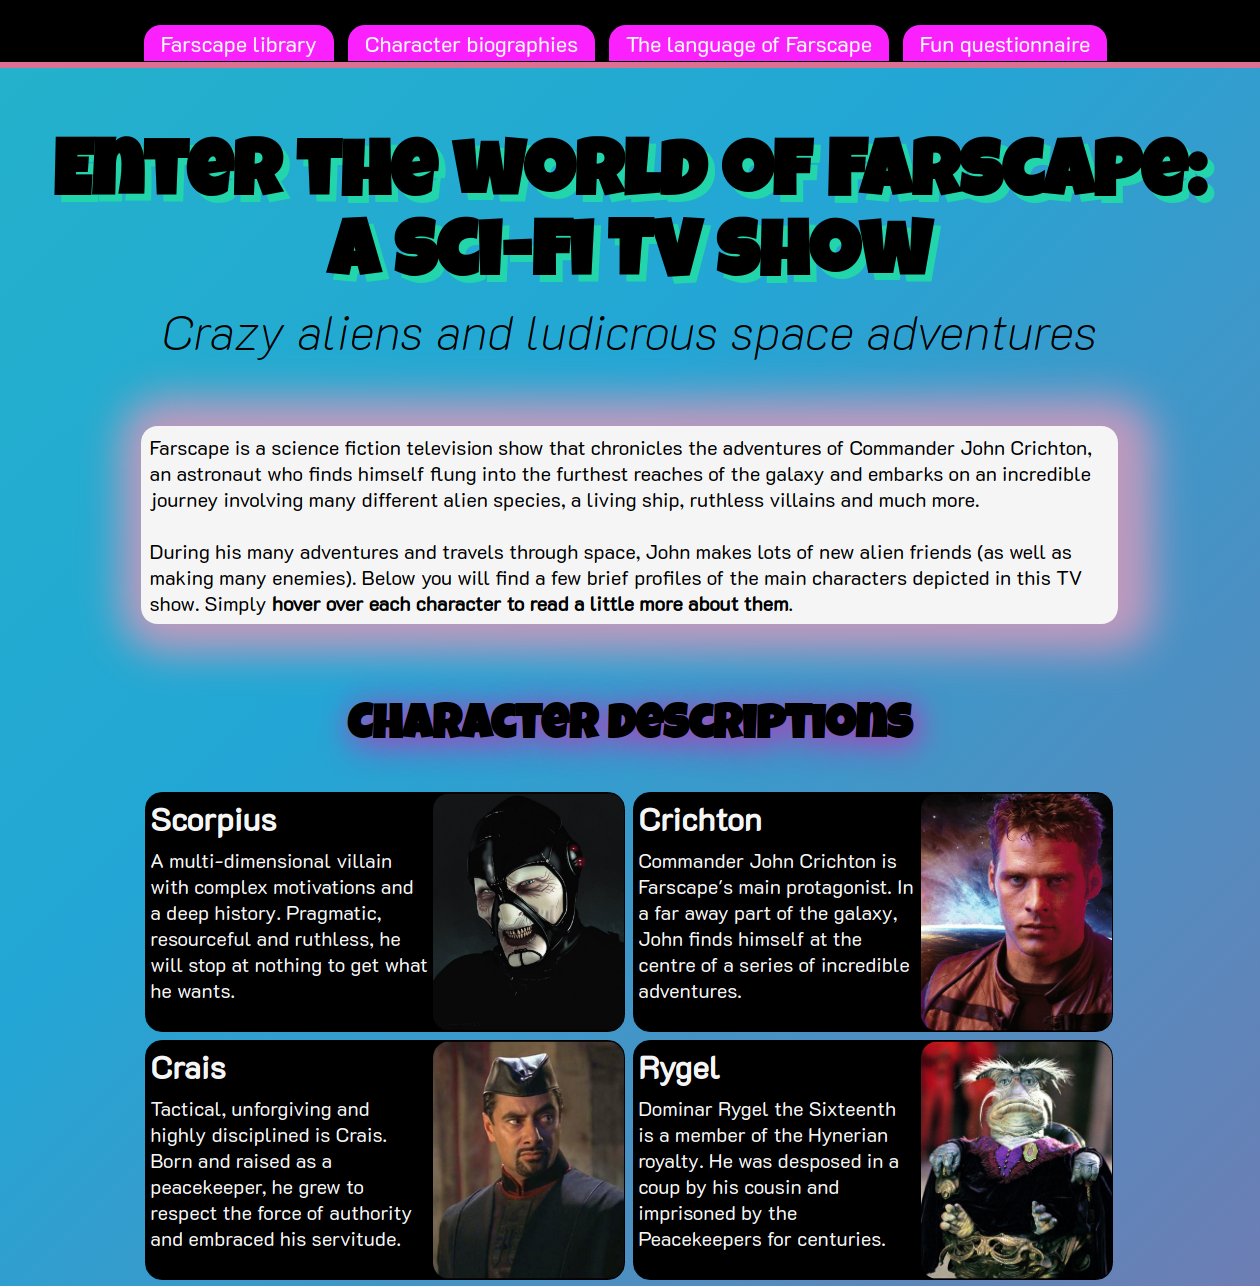 Farscape library
Character biographies
The language of Farscape
Fun questionnaire
Enter the World of Farscape:
A Sci-Fi TV Show
Crazy aliens and ludicrous space adventures
Farscape is a science fiction television show that chronicles the adventures of Commander John Crichton,
an astronaut who finds himself flung into the furthest reaches of the galaxy and embarks on an incredible
journey involving many different alien species, a living ship, ruthless villains and much more.
During his many adventures and travels through space, John makes lots of new alien friends (as well as
making many enemies). Below you will find a few brief profiles of the main characters depicted in this TV
show. Simply hover over each character to read a little more about them.
Character Descriptions
Scorpius
A multi-dimensional villain
with complex motivations and
a deep history. Pragmatic,
resourceful and ruthless, he
will stop at nothing to get what
he wants.
Crichton
Commander John Crichton is
Farscape's main protagonist. In
a far away part of the galaxy,
John finds himself at the
centre of a series of incredible
adventures.
Crais
Tactical, unforgiving and
highly disciplined is Crais.
Born and raised as a
peacekeeper, he grew to
respect the force of authority
and embraced his servitude.
Rygel
Dominar Rygel the Sixteenth
is a member of the Hynerian
royalty. He was desposed in a
coup by his cousin and
imprisoned by the
Peacekeepers for centuries.